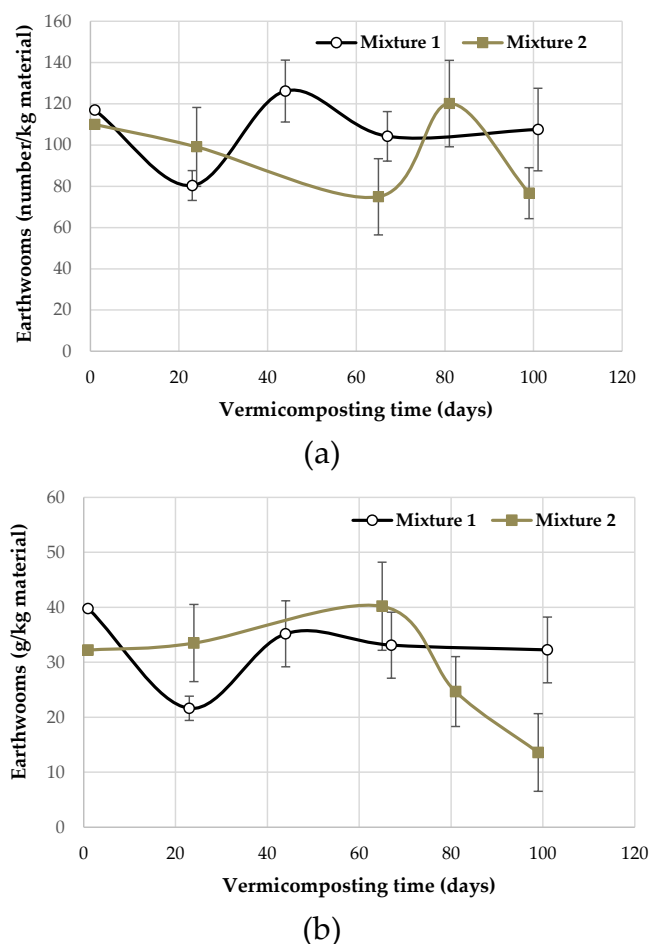 Earthwooms (number/kg material)
160
140
120
100
80
60
40
20
0
Mixture 1 Mixture 2
0 20 40 60 80 100 120
Vermicomposting time (days)
(a)
Earthwooms (g/kg material)
60
50
40
30
20
10
0
Mixture 1 Mixture 2
0 20 40 60 80 100 120
Vermicomposting time (days)
(b)